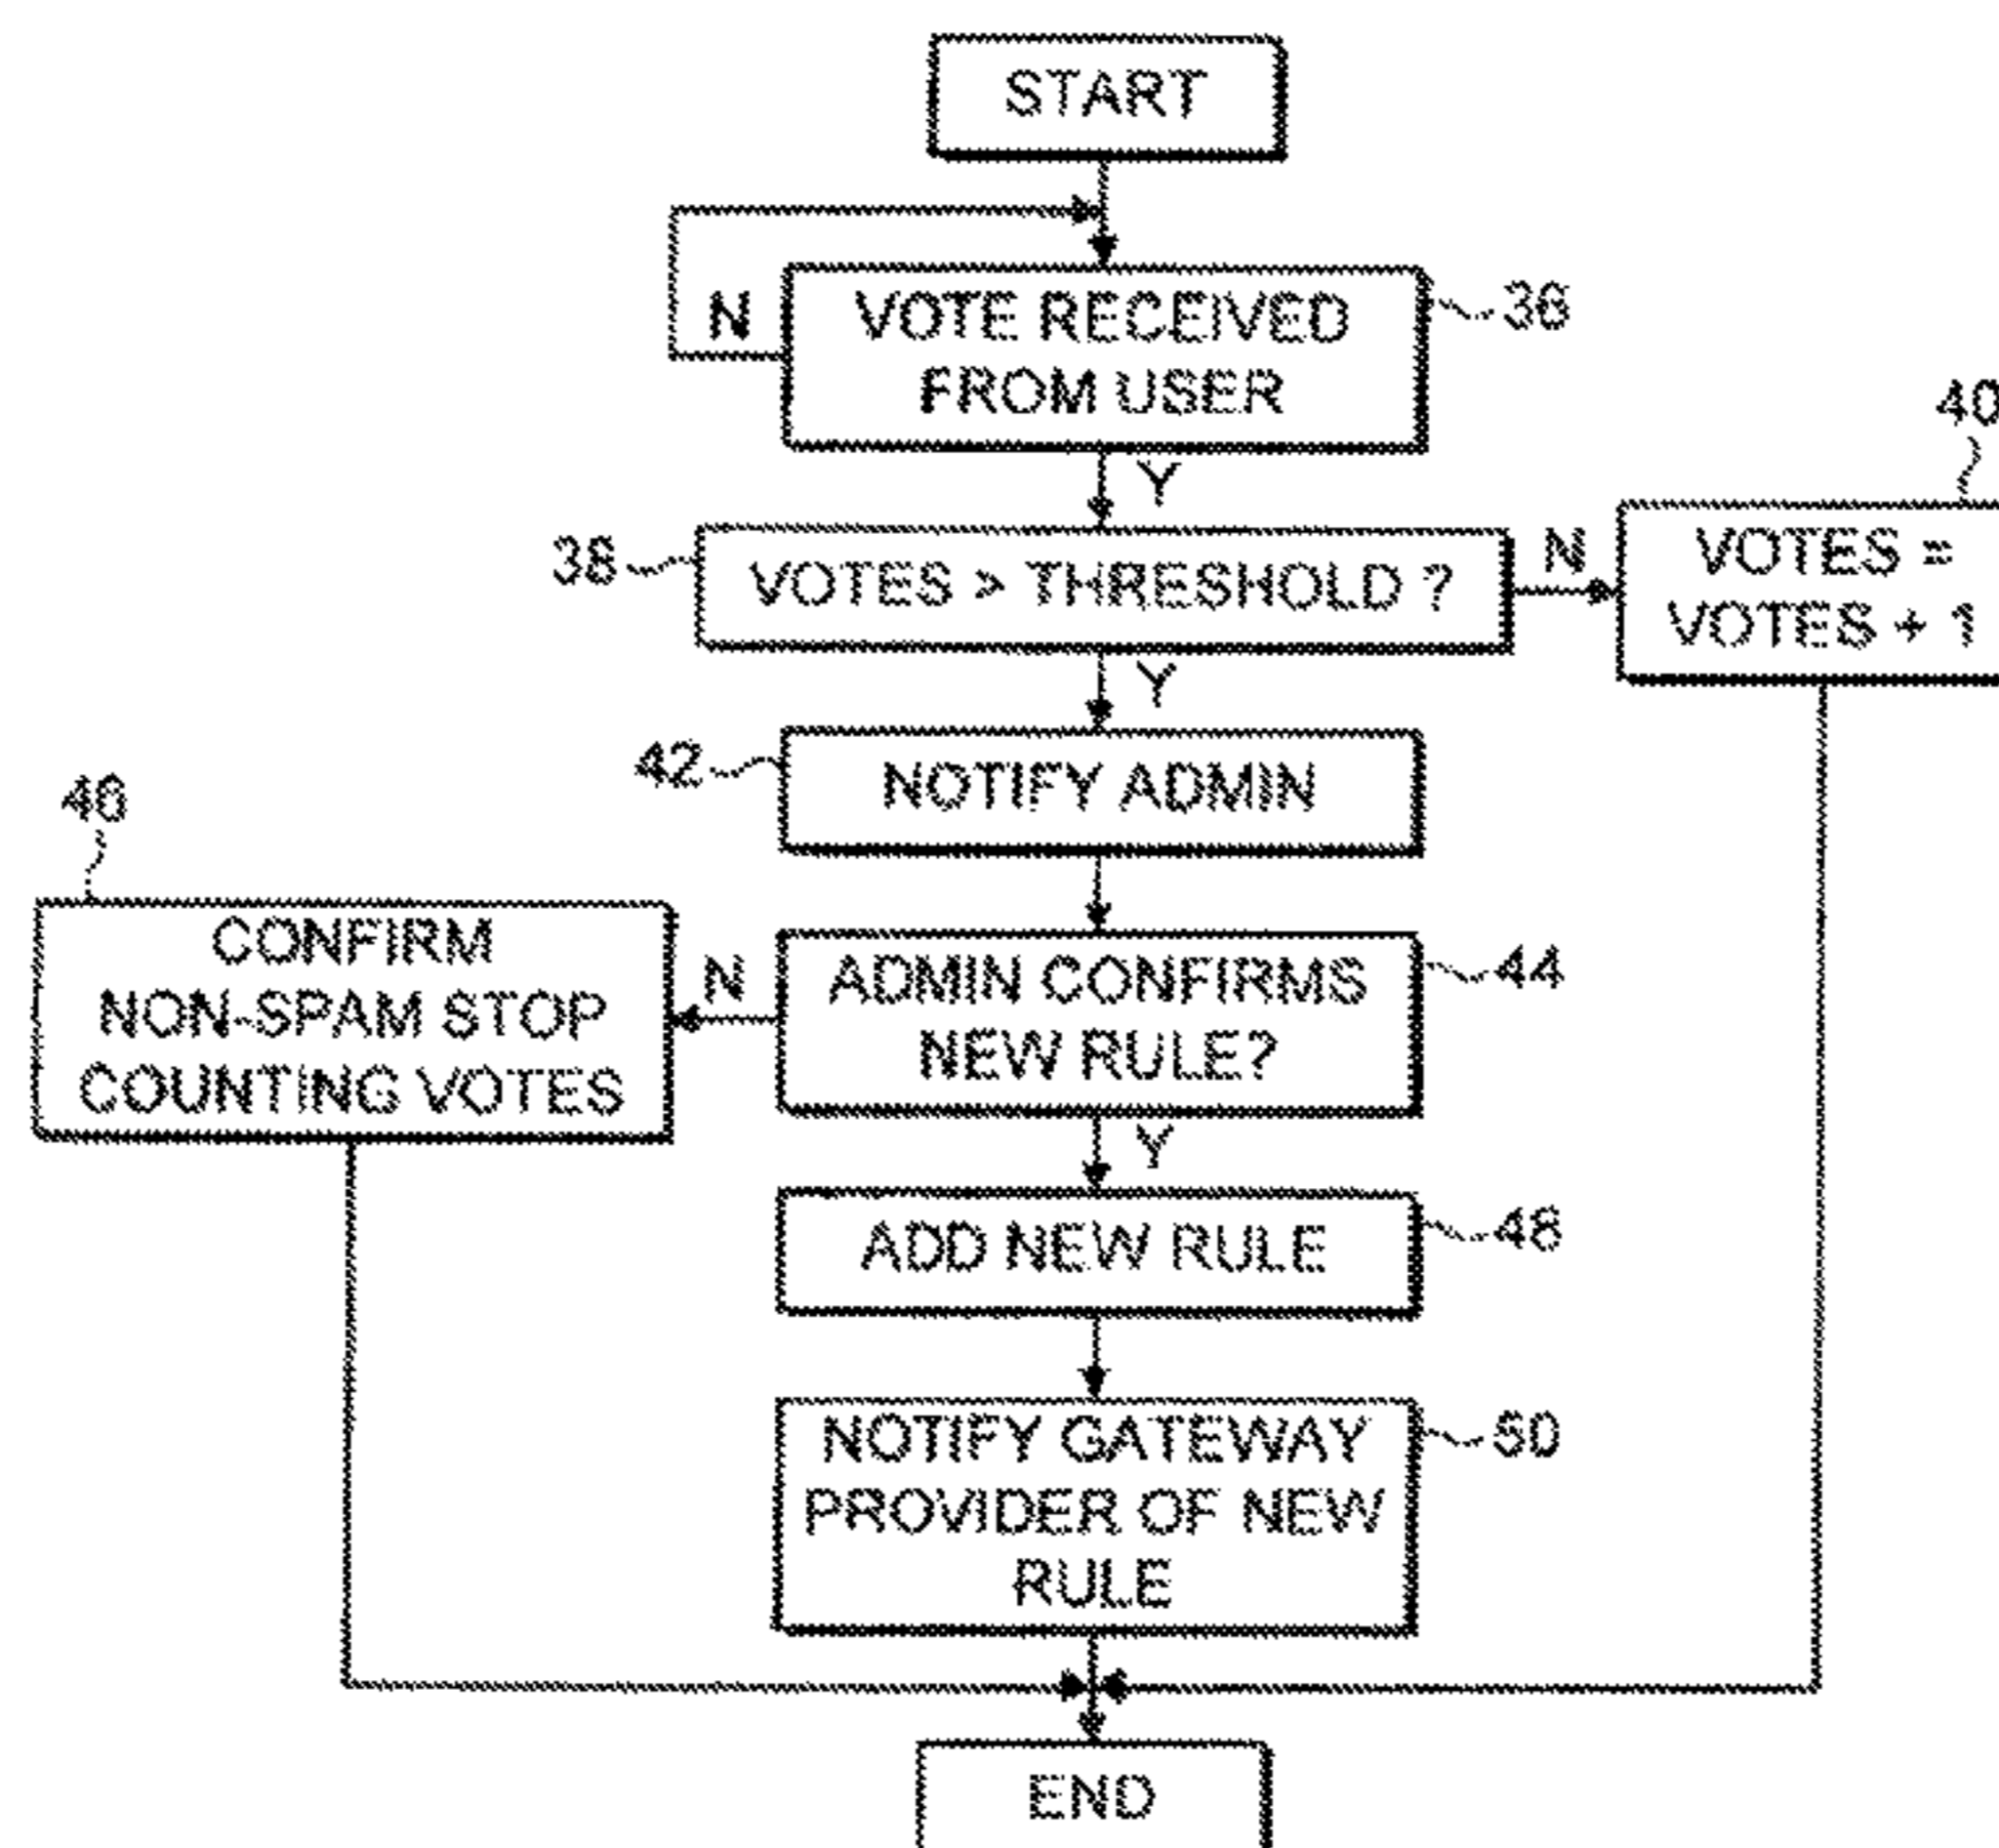 START
N
VOTE RECEIVED
FROM USER
36
Y
40
38
VOTES > THRESHOLD ?
N
VOTES =
VOTES + 1
Y
42
NOTIFY ADMIN
46
CONFIRM
NON-SPAM STOP
COUNTING VOTES
N
ADMIN CONFIRMS
NEW RULE?
44
Y
ADD NEW RULE
48
NOTIFY GATEWAY
PROVIDER OF NEW
RULE
50
END